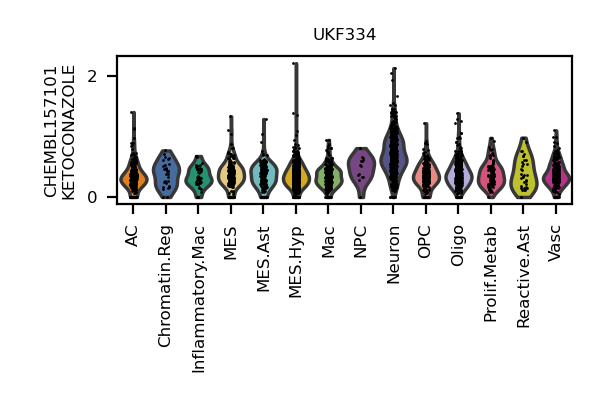 UKF334
CHEMBL157101
KETOCONAZOLE
2
0
AC
Chromatin.Reg
Inflammatory.Mac
MES
MES.Ast
MES.Hyp
Mac
NPC
Neuron
OPC
Oligo
Prolif.Metab
Reactive.Ast
Vasc